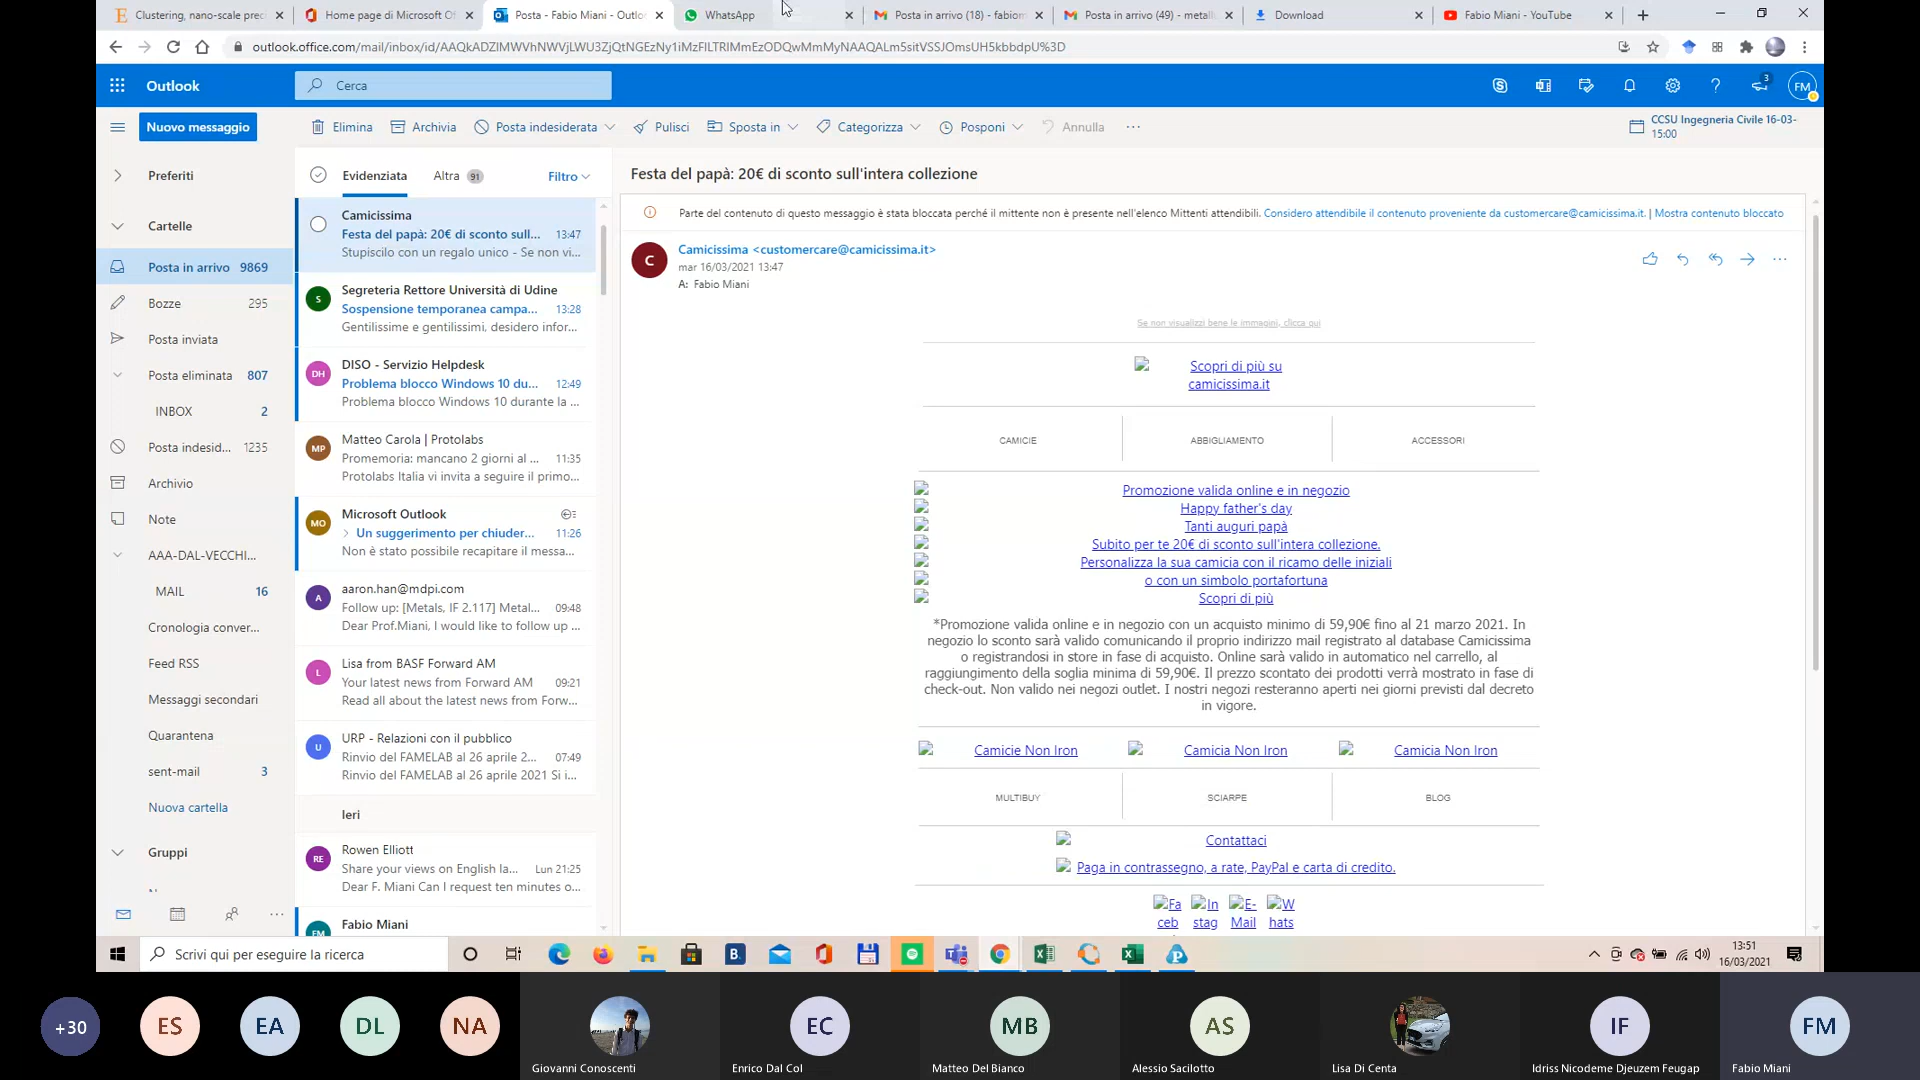 Clustering, nano-scale preci
Home page di Microsoft Of
Posta - Fabio Miani - Outlo
WhatsApp
Posta in arrivo (18) - fabiom
Posta in arrivo (49) - metall
Download
Fabio Miani - YouTube
outlook.office.com/mail/inbox/id/AAQkADZlMWVhNWVjLWU3ZjQtNGEzNy1iMzFlLTRlMmEzODQwMmMyNAAQALm5sitVSSJOmsUH5kbbdpU%3D
Outlook
Cerca
3
FM
Nuovo messaggio
Elimina
Archivia
Posta indesiderata
Pulisci
Sposta in
Categorizza
Posponi
Annulla
CCSU Ingegneria Civile 16-03-
15:00
Preferiti
Cartelle
Posta in arrivo 9869
Bozze 295
Posta inviata
Posta eliminata 807
INBOX 2
Posta indesid... 1235
Archivio
Note
AAA-DAL-VECCHI...
MAIL 16
Cronologia conver...
Feed RSS
Messaggi secondari
Quarantena
sent-mail 3
Nuova cartella
Gruppi
Evidenziata
Altra 91
Filtro
Camicissima
Festa del papà: 20€ di sconto sull... 13:47
Stupiscilo con un regalo unico - Se non vi...
S
Segreteria Rettore Università di Udine
Sospensione temporanea campa... 13:28
Gentilissime e gentilissimi, desidero infor...
DH
DISO - Servizio Helpdesk
Problema blocco Windows 10 du... 12:49
Problema blocco Windows 10 durante la ...
MP
Matteo Carola | Protolabs
Promemoria: mancano 2 giorni al ... 11:35
Protolabs Italia vi invita a seguire il primo...
MO
Microsoft Outlook
Un suggerimento per chiuder... 11:26
Non è stato possibile recapitare il messa...
A
aaron.han@mdpi.com
Follow up: [Metals, IF 2.117] Metal... 09:48
Dear Prof.Miani, I would like to follow up ...
L
Lisa from BASF Forward AM
Your latest news from Forward AM 09:21
Read all about the latest news from Forw...
U
URP - Relazioni con il pubblico
Rinvio del FAMELAB al 26 aprile 2... 07:49
Rinvio del FAMELAB al 26 aprile 2021 Si i...
Ieri
RE
Rowen Elliott
Share your views on English la... Lun 21:25
Dear F. Miani Can I request ten minutes o...
FM
Fabio Miani
Festa del papà: 20€ di sconto sull'intera collezione
Parte del contenuto di questo messaggio è stata bloccata perché il mittente non è presente nell'elenco Mittenti attendibili. Considero attendibile il contenuto proveniente da customercare@camicissima.it. | Mostra contenuto bloccato
C
Camicissima <customercare@camicissima.it>
mar 16/03/2021 13:47
A: Fabio Miani
Se non visualizzi bene le immagini, clicca qui
Scopri di più su
camicissima.it
CAMICIE
ABBIGLIAMENTO
ACCESSORI
Promozione valida online e in negozio
Happy father's day
Tanti auguri papà
Subito per te 20€ di sconto sull'intera collezione.
Personalizza la sua camicia con il ricamo delle iniziali
o con un simbolo portafortuna
Scopri di più
*Promozione valida online e in negozio con un acquisto minimo di 59,90€ fino al 21 marzo 2021. In
negozio lo sconto sarà valido comunicando il proprio indirizzo mail registrato al database Camicissima
o registrandosi in store in fase di acquisto. Online sarà valido in automatico nel carrello, al
raggiungimento della soglia minima di 59,90€. Il prezzo scontato dei prodotti verrà mostrato in fase di
check-out. Non valido nei negozi outlet. I nostri negozi resteranno aperti nei giorni previsti dal decreto
in vigore.
Camicie Non Iron
Camicia Non Iron
Camicia Non Iron
MULTIBUY
SCIARPE
BLOG
Contattaci
Paga in contrassegno, a rate, PayPal e carta di credito.
Fa In E- W
ceb stag Mail hats
Scrivi qui per eseguire la ricerca
B.
13:51
16/03/2021
+30
ES
EA
DL
NA
EC
MB
AS
IF
FM
Giovanni Conoscenti
Enrico Dal Col
Matteo Del Bianco
Alessio Sacilotto
Lisa Di Centa
Idriss Nicodeme Djeuzem Feugap
Fabio Miani